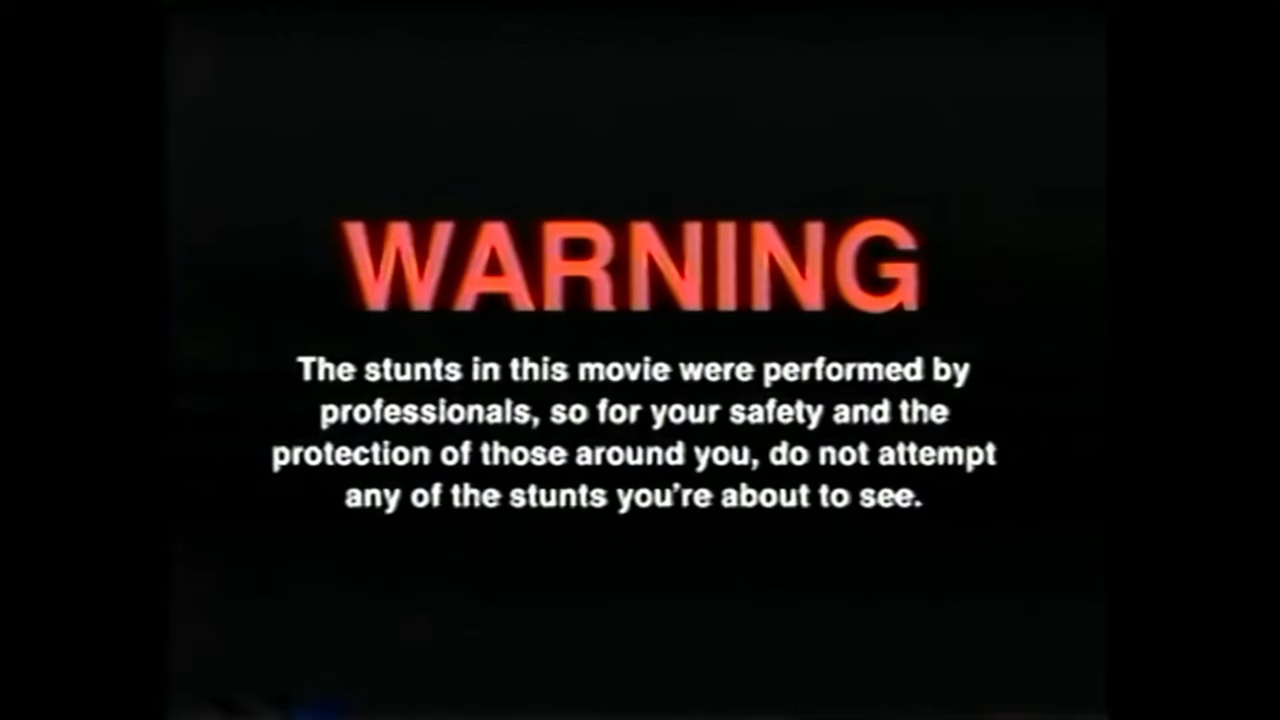 WARNING
The stunts in this movie were performed by
professionals, so for your safety and the
protection of those around you, do not attempt
any of the stunts you're about to see.